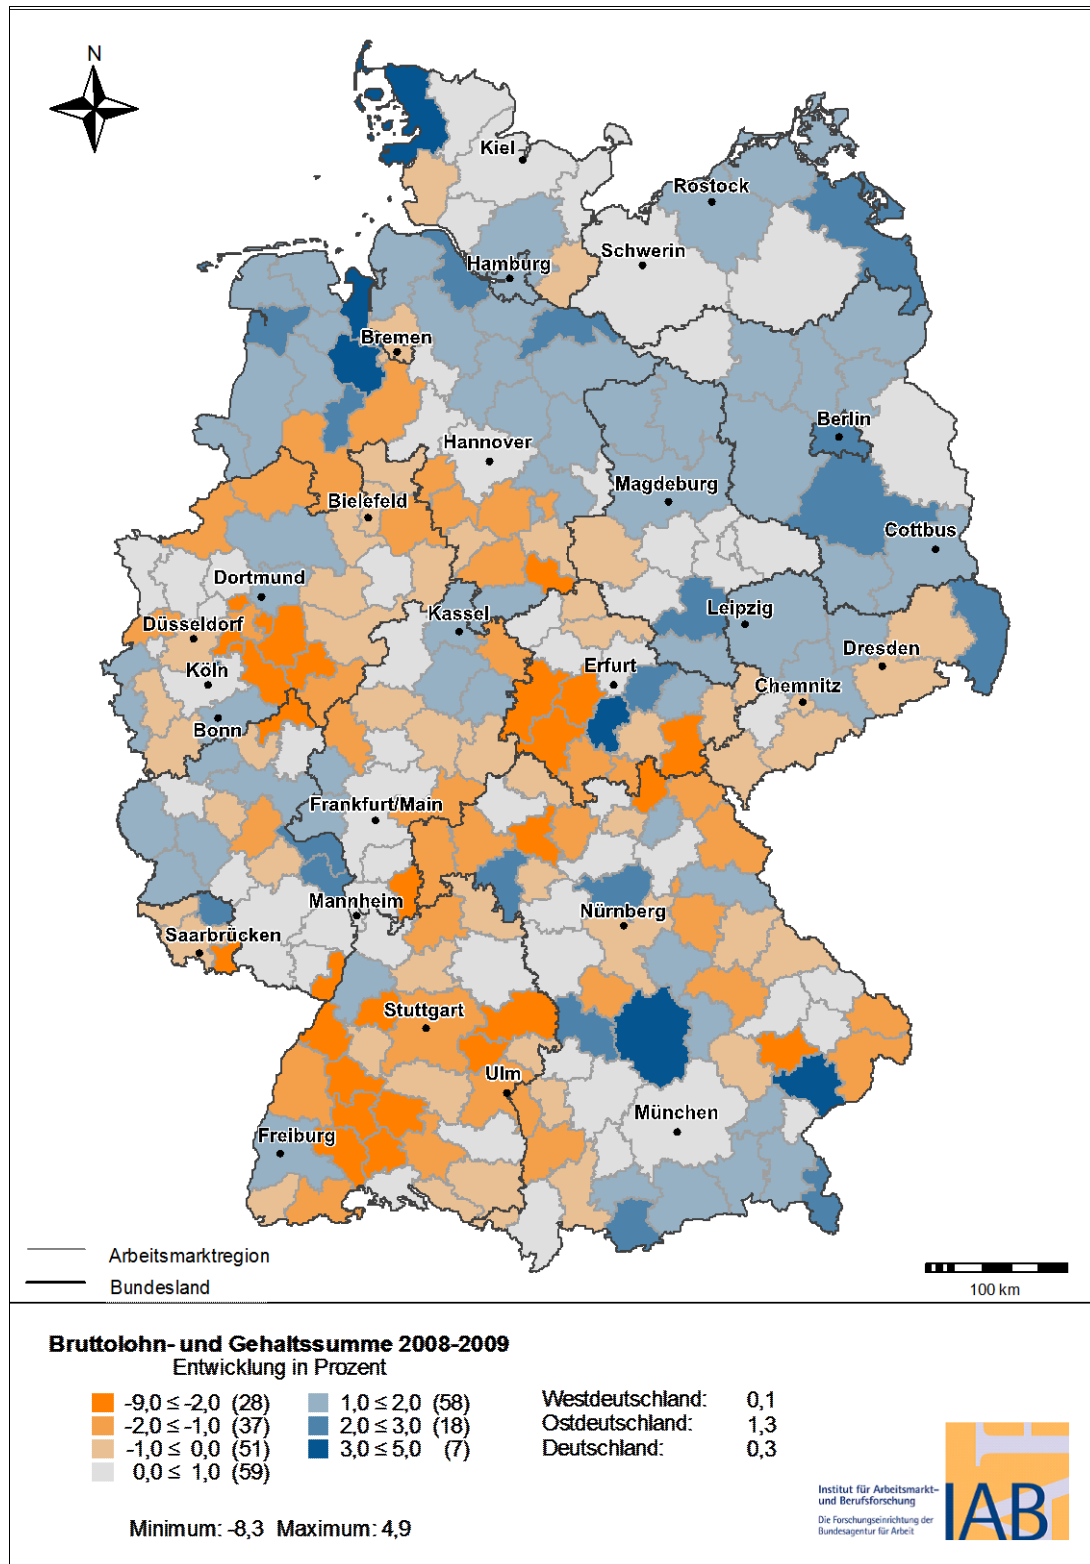 N
Kiel
Rostock
Schwerin
Hamburg
Bremen
Berlin
Hannover
Magdeburg
Bielefeld
Cottbus
Dortmund
Kassel
Leipzig
Düsseldorf
Dresden
Köln
Erfurt
Chemnitz
Bonn
Frankfurt/Main
Mannheim
Nürnberg
Saarbrücken
Stuttgart
Ulm
München
Freiburg
Arbeitsmarktregion
Bundesland
100 km
Bruttolohn- und Gehaltssumme 2008-2009
Entwicklung in Prozent
-9,0 ≤ -2,0 (28) 1,0 ≤ 2,0 (58) Westdeutschland: 0,1
-2,0 ≤ -1,0 (37) 2,0 ≤ 3,0 (18) Ostdeutschland: 1,3
-1,0 ≤ 0,0 (51) 3,0 ≤ 5,0 (7) Deutschland: 0,3
0,0 ≤ 1,0 (59)
Minimum: -8,3 Maximum: 4,9
Institut für Arbeitsmarkt-
und Berufsforschung
Die Forschungseinrichtung der
Bundesagentur für Arbeit
IAB